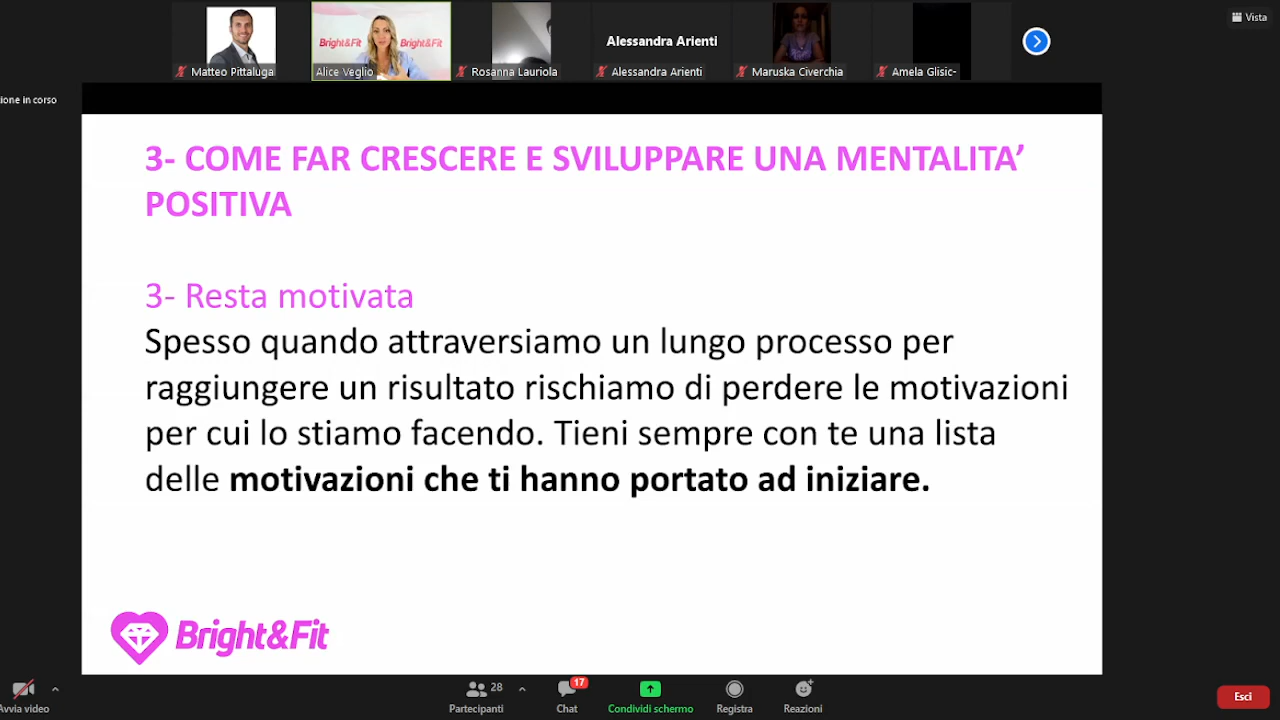 Vista
Bright&Fit Bright&Fit
Alessandra Arienti
Matteo Pittaluga
Alice Veglio
Rosanna Lauriola
Alessandra Arienti
Maruska Civerchia
Amela Glisic-
ione in corso
3- COME FAR CRESCERE E SVILUPPARE UNA MENTALITA’
POSITIVA
3- Resta motivata
Spesso quando attraversiamo un lungo processo per
raggiungere un risultato rischiamo di perdere le motivazioni
per cui lo stiamo facendo. Tieni sempre con te una lista
delle motivazioni che ti hanno portato ad iniziare.
Bright&Fit
28
17
Avvia video
Partecipanti
Chat
Condividi schermo
Registra
Reazioni
Esci